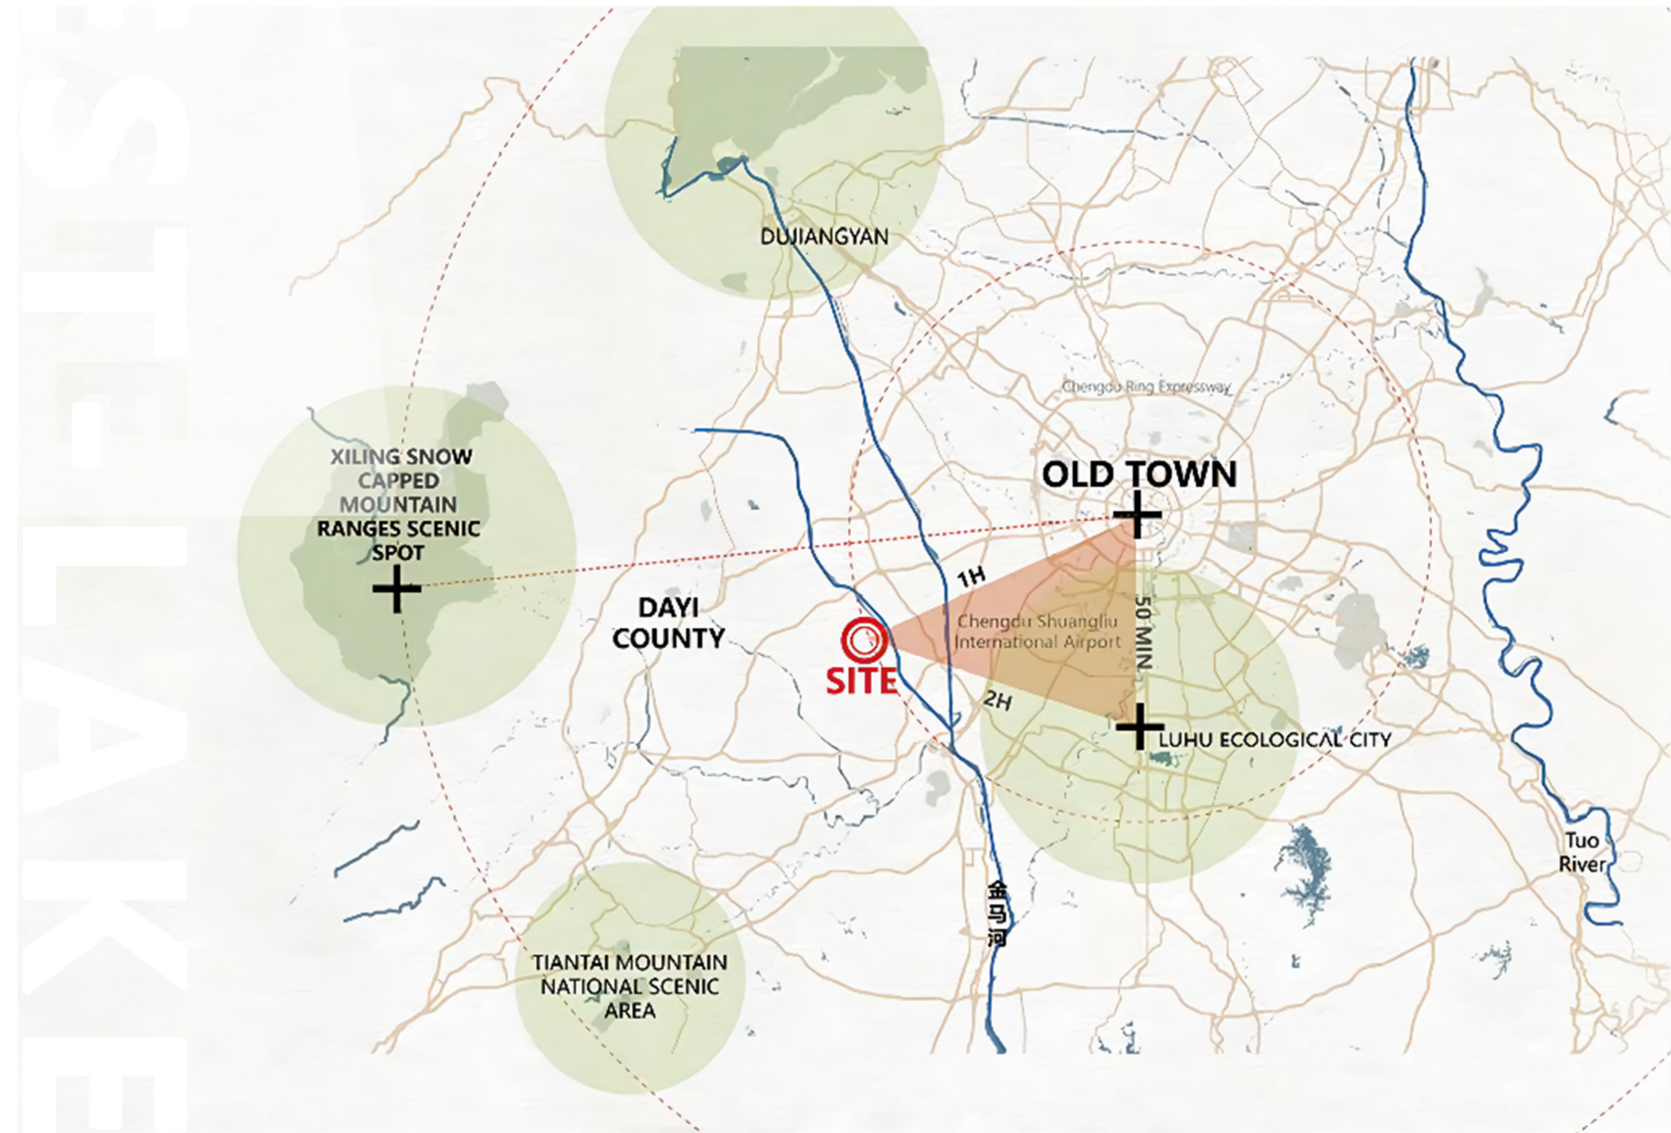 SITE-LAKE
DUJIANGYAN
Chengdu Ring Expressway
XILING SNOW
CAPPED
MOUNTAIN
RANGES SCENIC
SPOT
OLD TOWN
1H
DAYI
COUNTY
Chengdu Shuangliu
International Airport
50 MIN
SITE
2H
LUHU ECOLOGICAL CITY
Tuo
River
金马河
TIANTAI MOUNTAIN
NATIONAL SCENIC
AREA